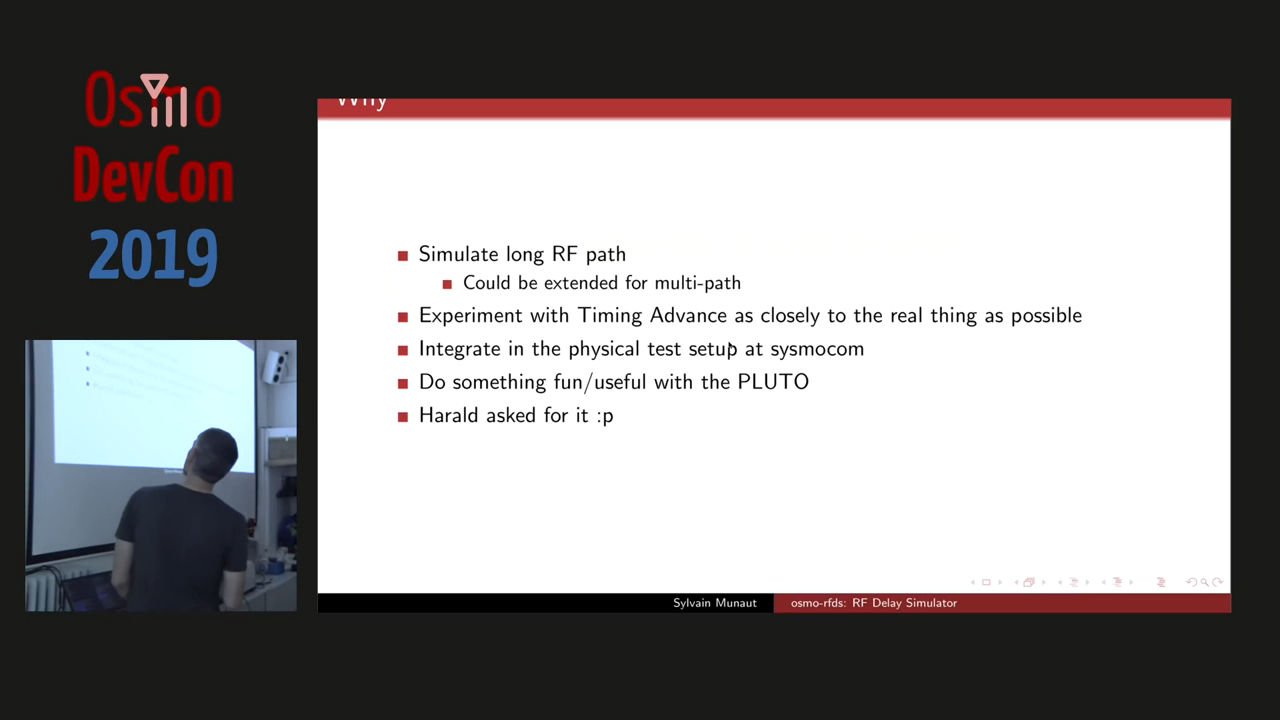 Osmo
DevCon
2019
Why
Simulate long RF path
Could be extended for multi-path
Experiment with Timing Advance as closely to the real thing as possible
Integrate in the physical test setup at sysmocom
Do something fun/useful with the PLUTO
Harald asked for it :p
Sylvain Munaut
osmo-rfds: RF Delay Simulator